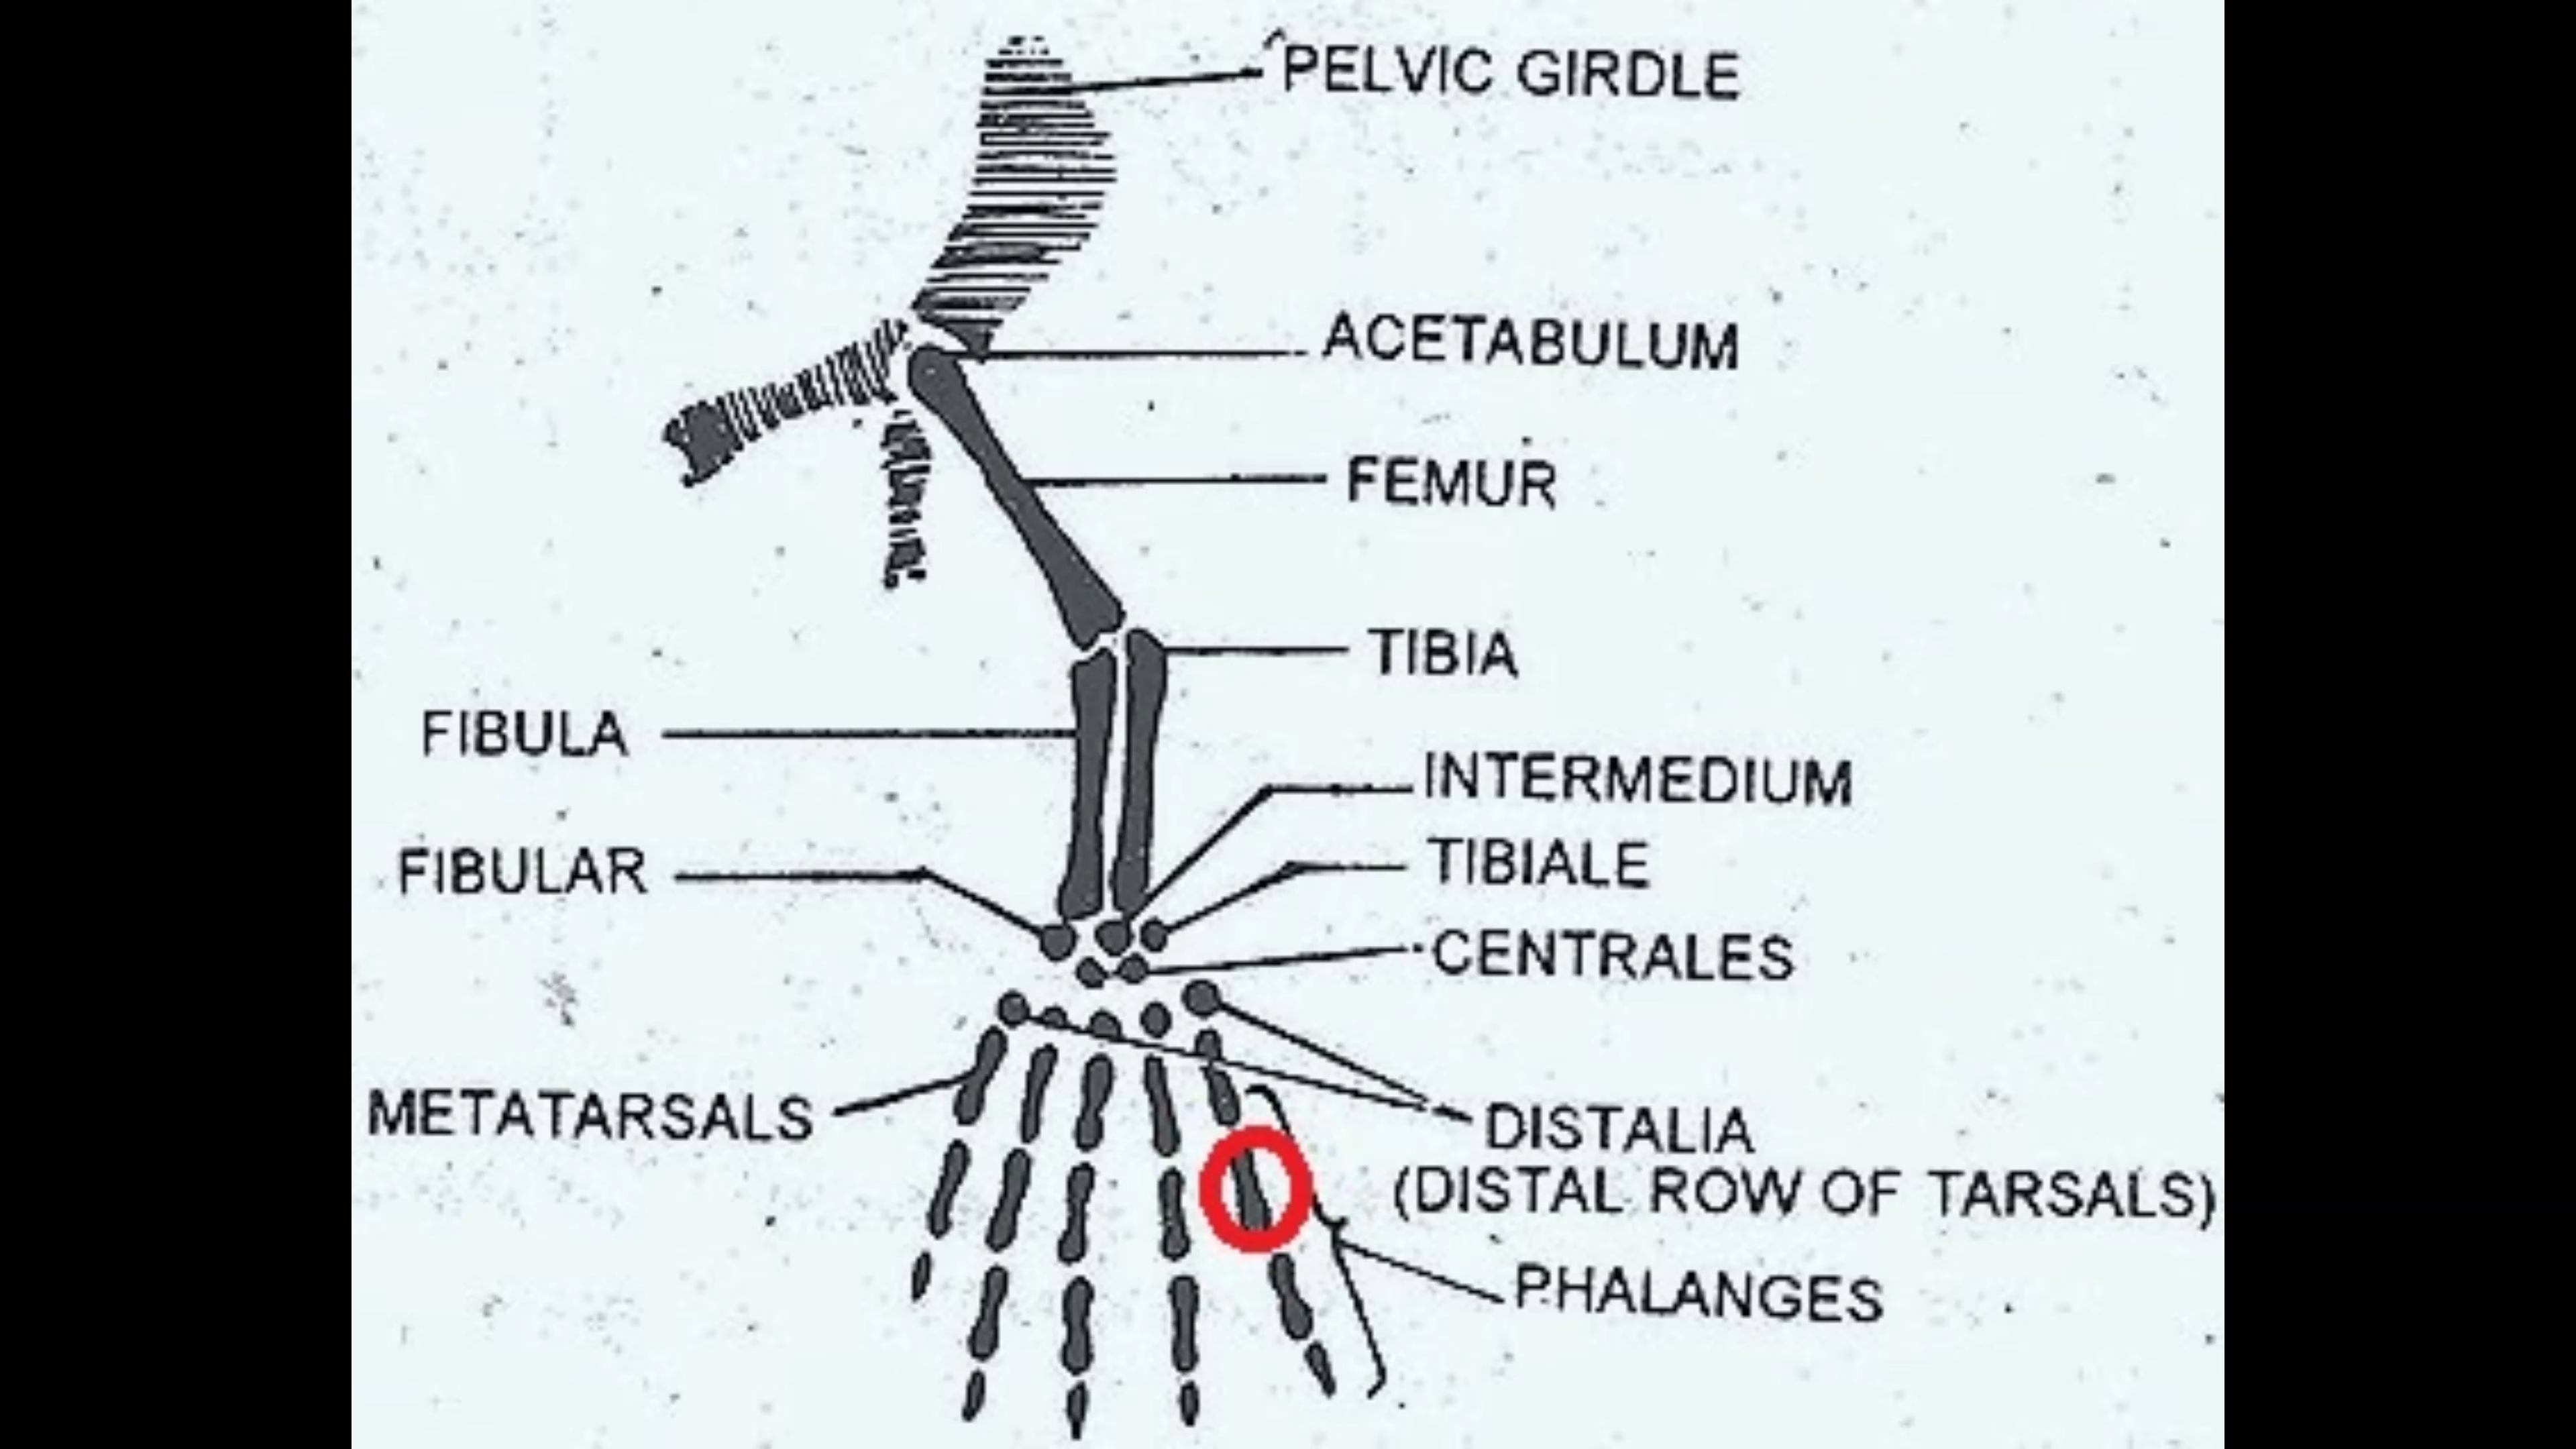 PELVIC GIRDLE
ACETABULUM
FEMUR
TIBIA
FIBULA
INTERMEDIUM
FIBULAR
TIBIALE
CENTRALES
METATARSALS
DISTALIA
(DISTAL ROW OF TARSALS)
PHALANGES